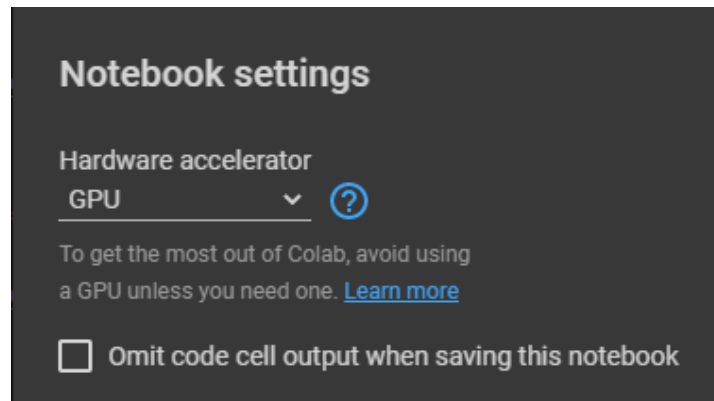 Notebook settings
Hardware accelerator
GPU
To get the most out of Colab, avoid using
a GPU unless you need one. Learn more
Omit code cell output when saving this notebook